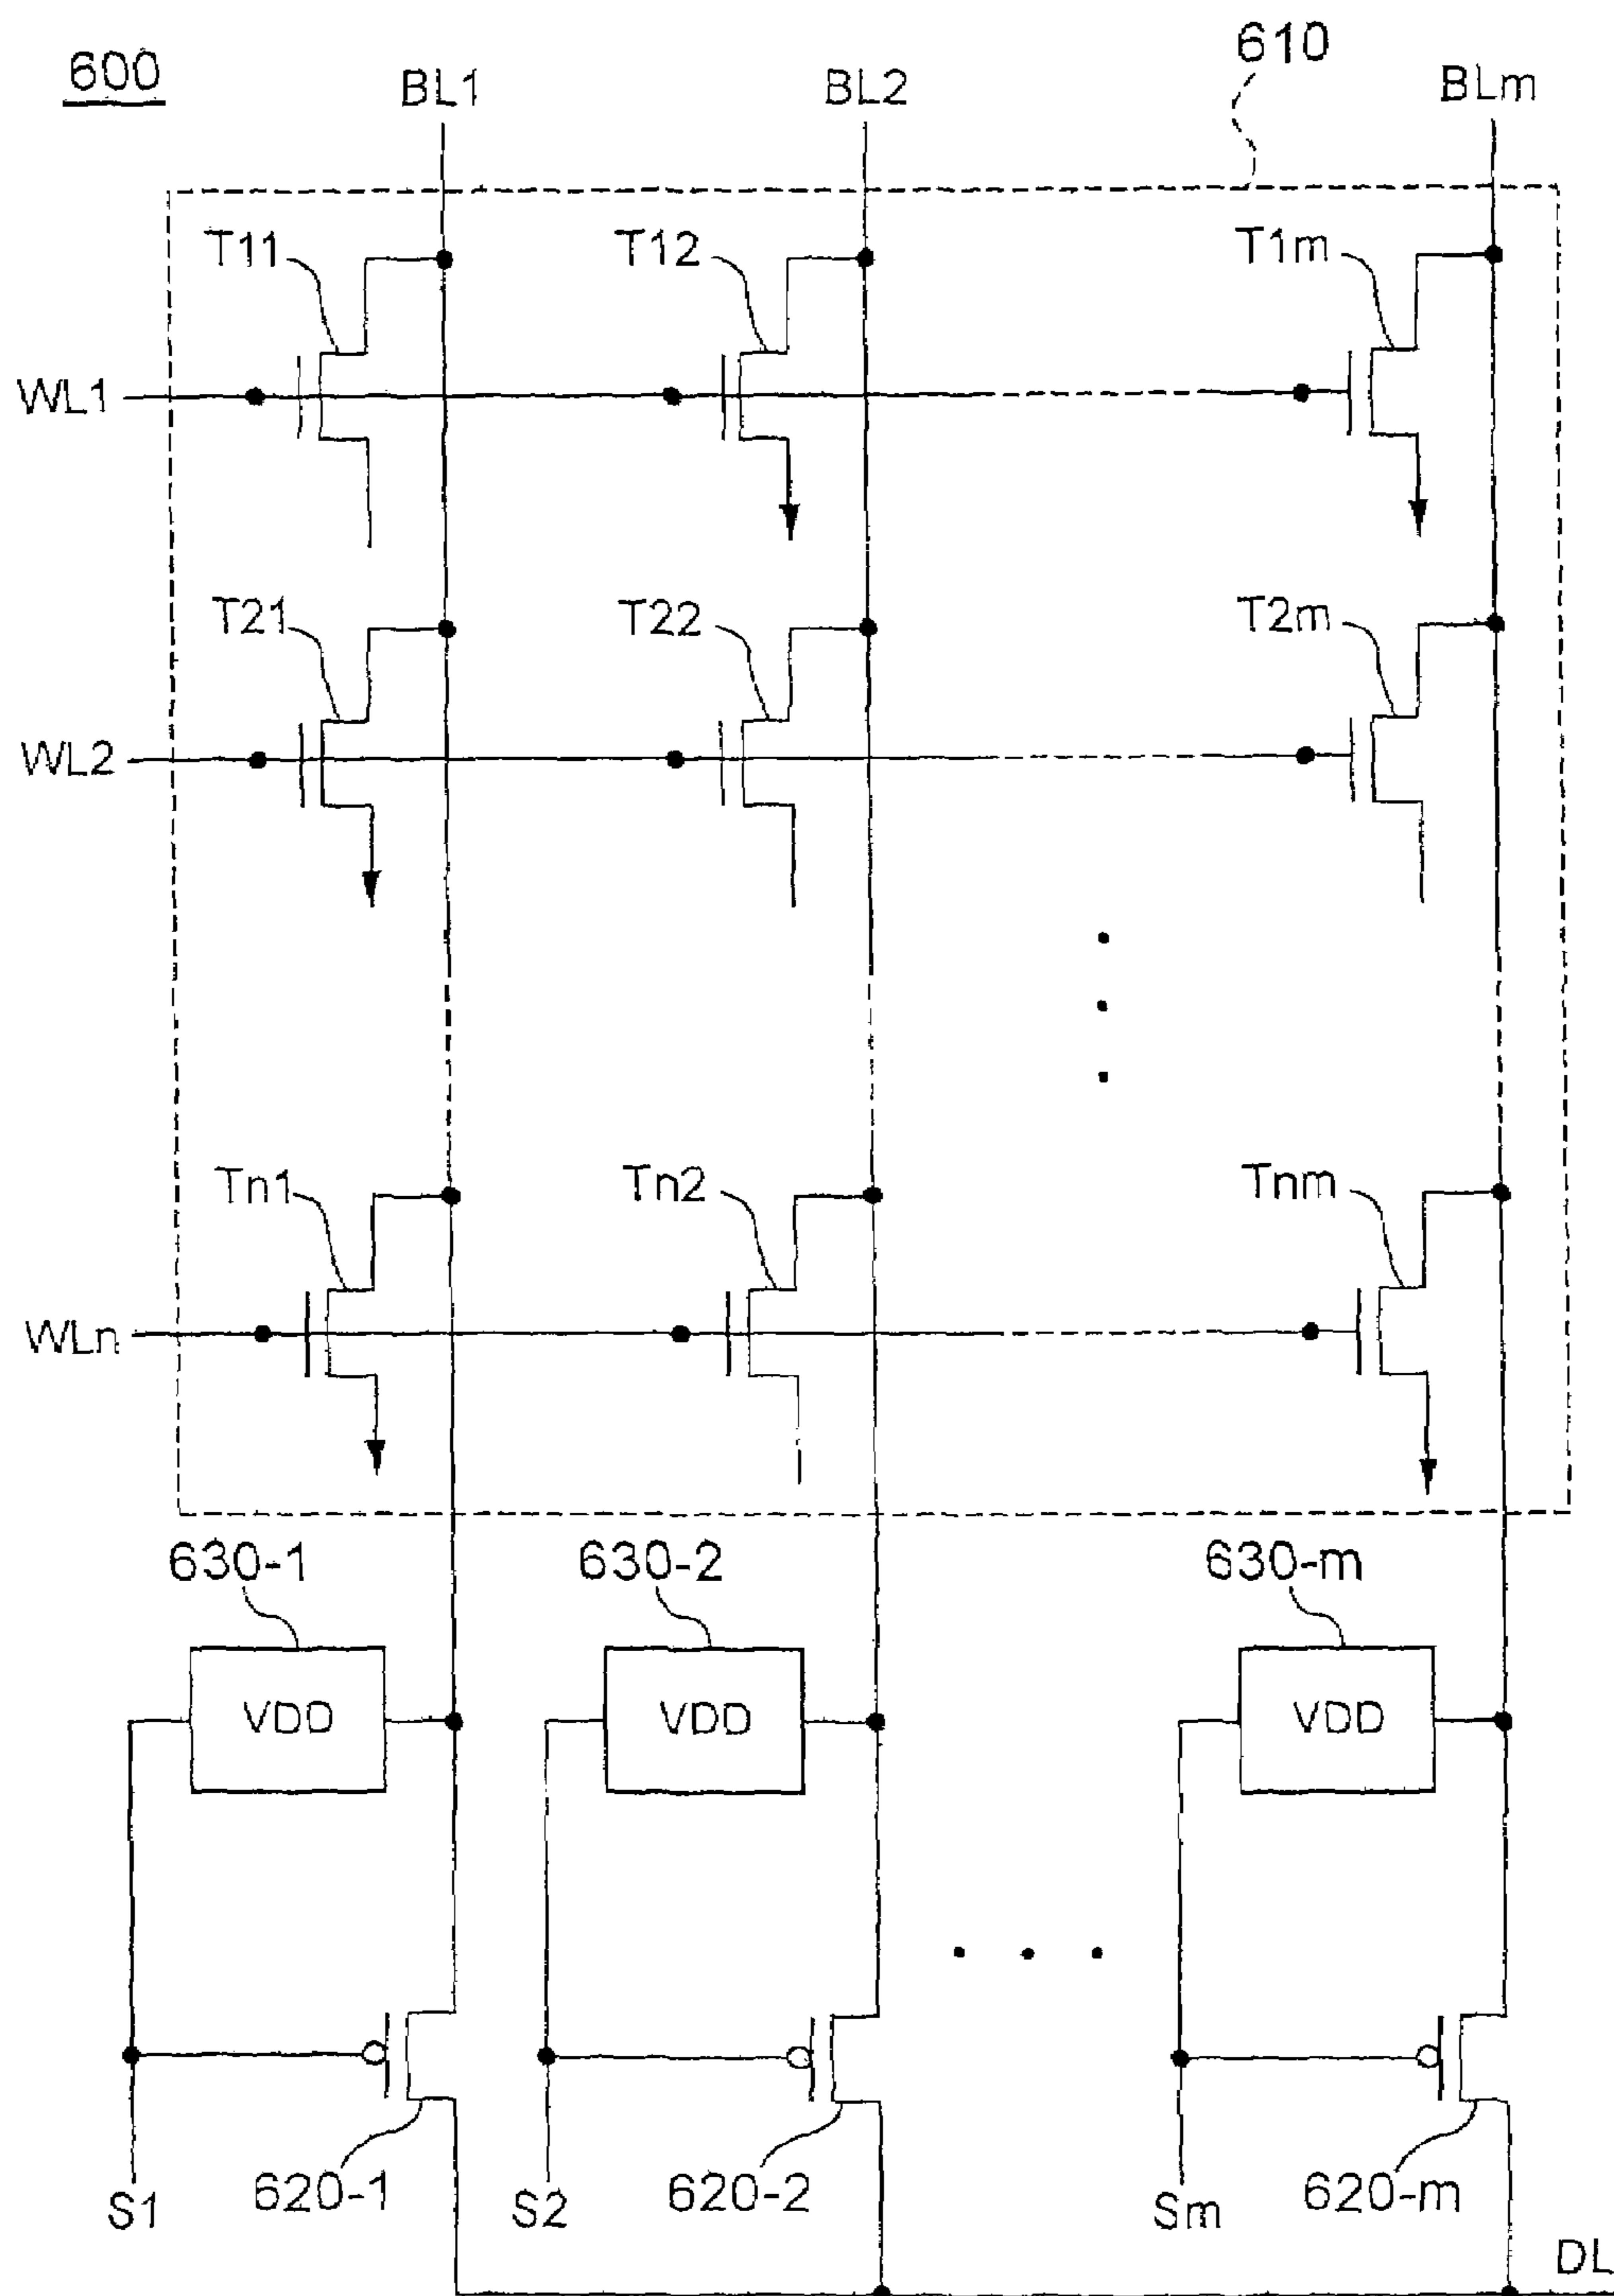 600
610
BL1 BL2 BLm
T11 T12 T1m
WL1
T21 T22 T2m
WL2
Tn1 Tn2 Tnm
WLn
630-1 630-2 630-m
VDD VDD VDD
620-1 620-2 620-m
S1 S2 Sm
DL